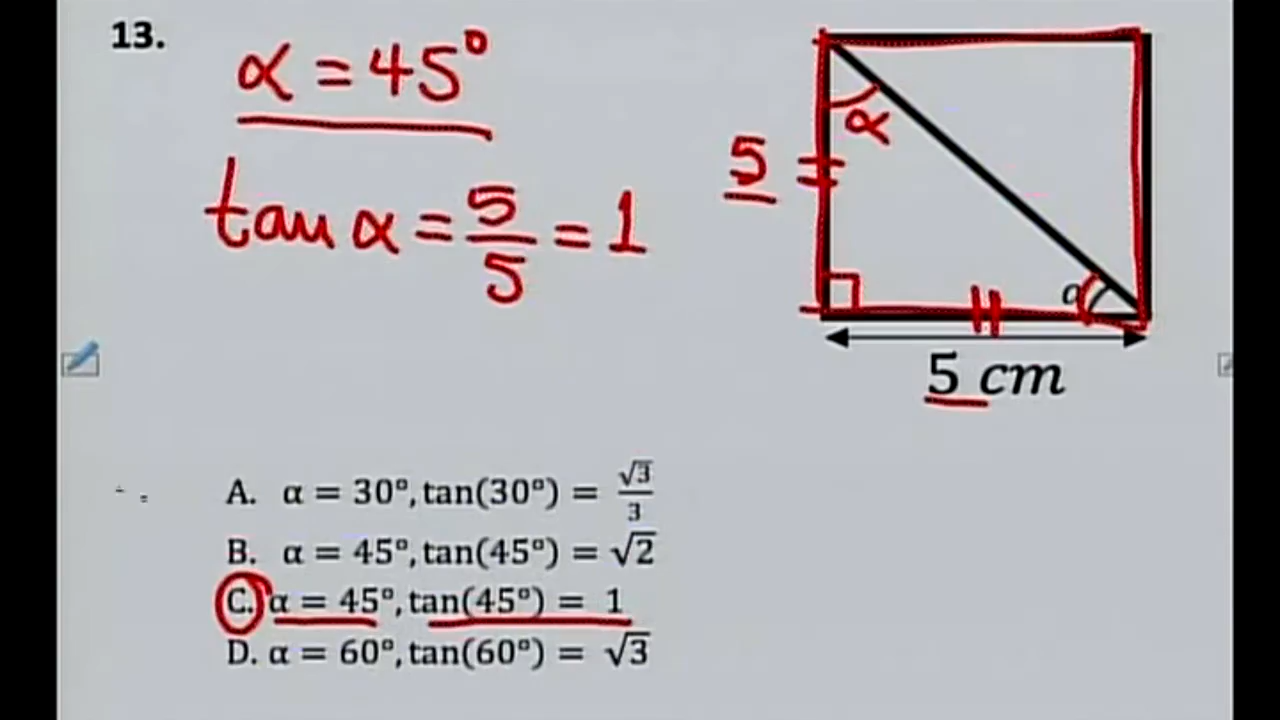 13.
α = 45°
tan α = 5/5 = 1
α
5
α
5 cm
A. α = 30°, tan(30°) = √3/3
B. α = 45°, tan(45°) = √2
C. α = 45°, tan(45°) = 1
D. α = 60°, tan(60°) = √3